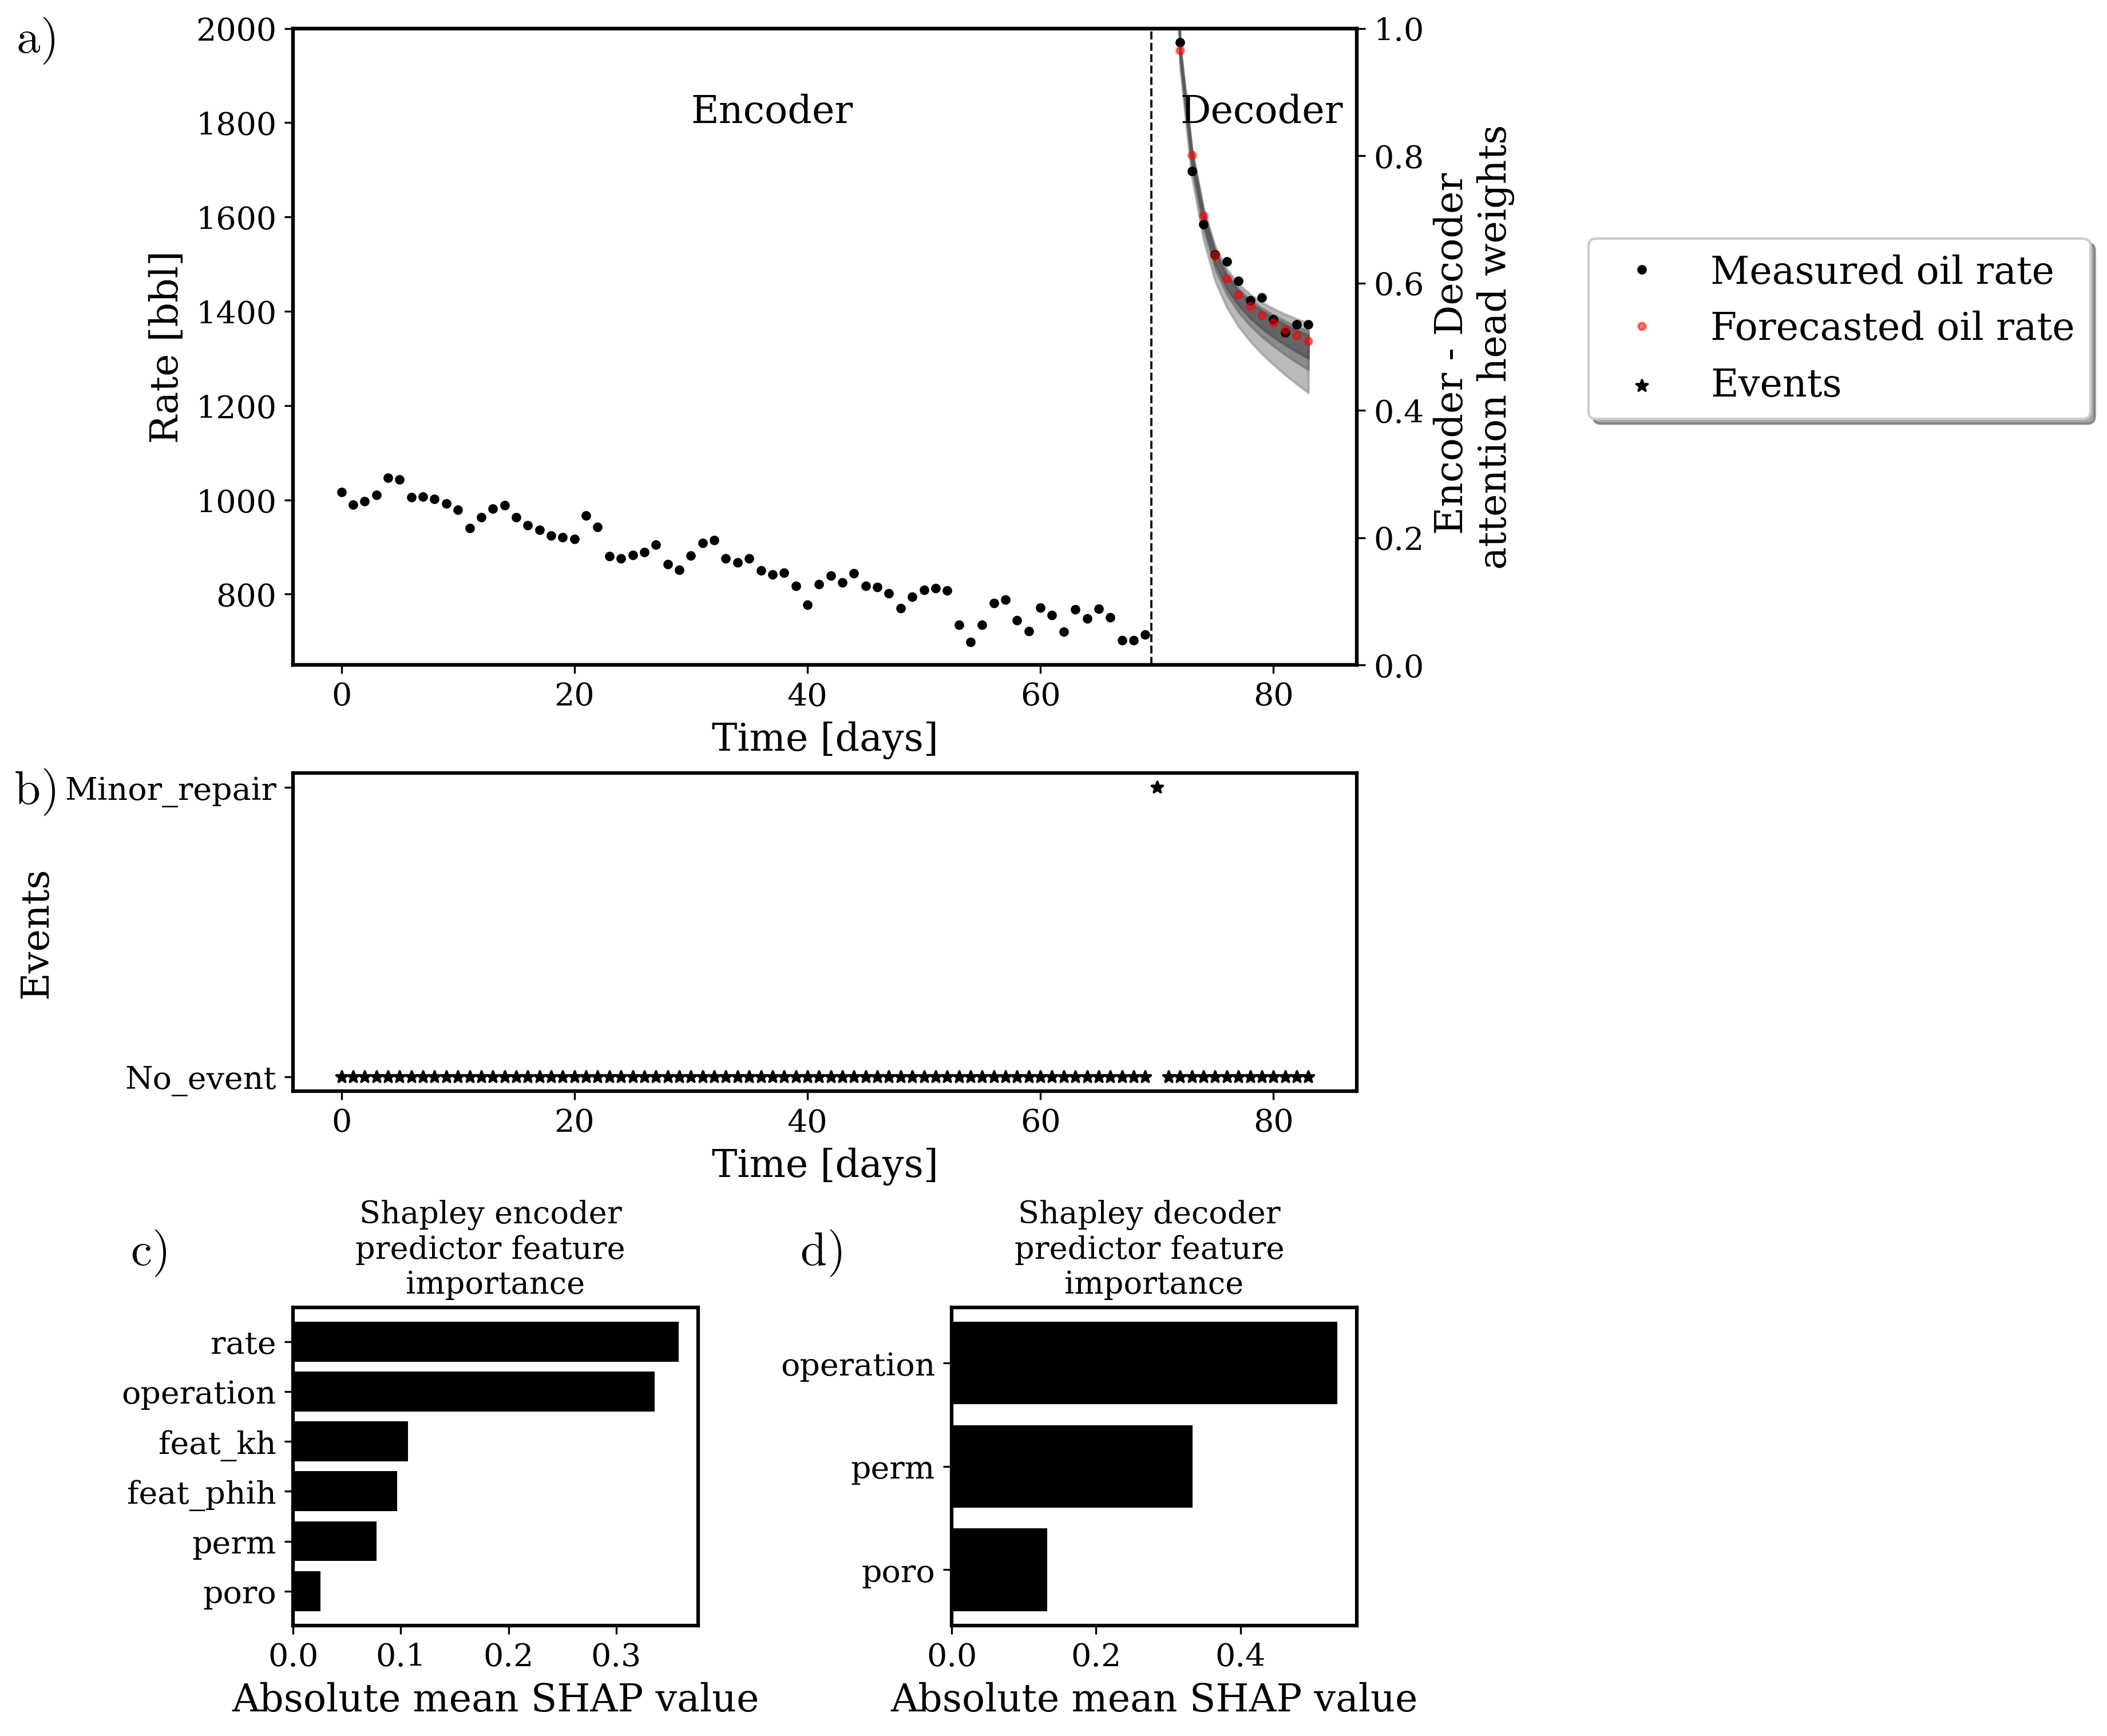 a)
2000
1800
1600
1400
1200
1000
800
Rate [bbl]
Encoder
Decoder
1.0
0.8
0.6
0.4
0.2
0.0
Encoder - Decoder
attention head weights
0 20 40 60 80
Time [days]
Measured oil rate
Forecasted oil rate
Events
b)
Minor_repair
No_event
Events
0 20 40 60 80
Time [days]
c)
Shapley encoder
predictor feature
importance
rate
operation
feat_kh
feat_phih
perm
poro
0.0 0.1 0.2 0.3
Absolute mean SHAP value
d)
Shapley decoder
predictor feature
importance
operation
perm
poro
0.0 0.2 0.4
Absolute mean SHAP value